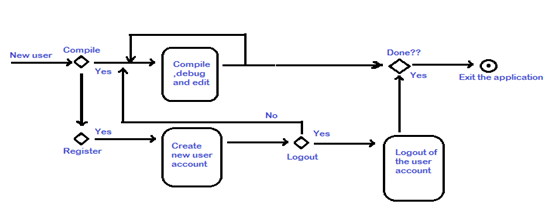 New user
Compile
Yes
Compile
,debug
and edit
Done??
Yes
Exit the application
No
Yes
Register
Create
new user
account
Yes
Logout
Logout of
the user
account